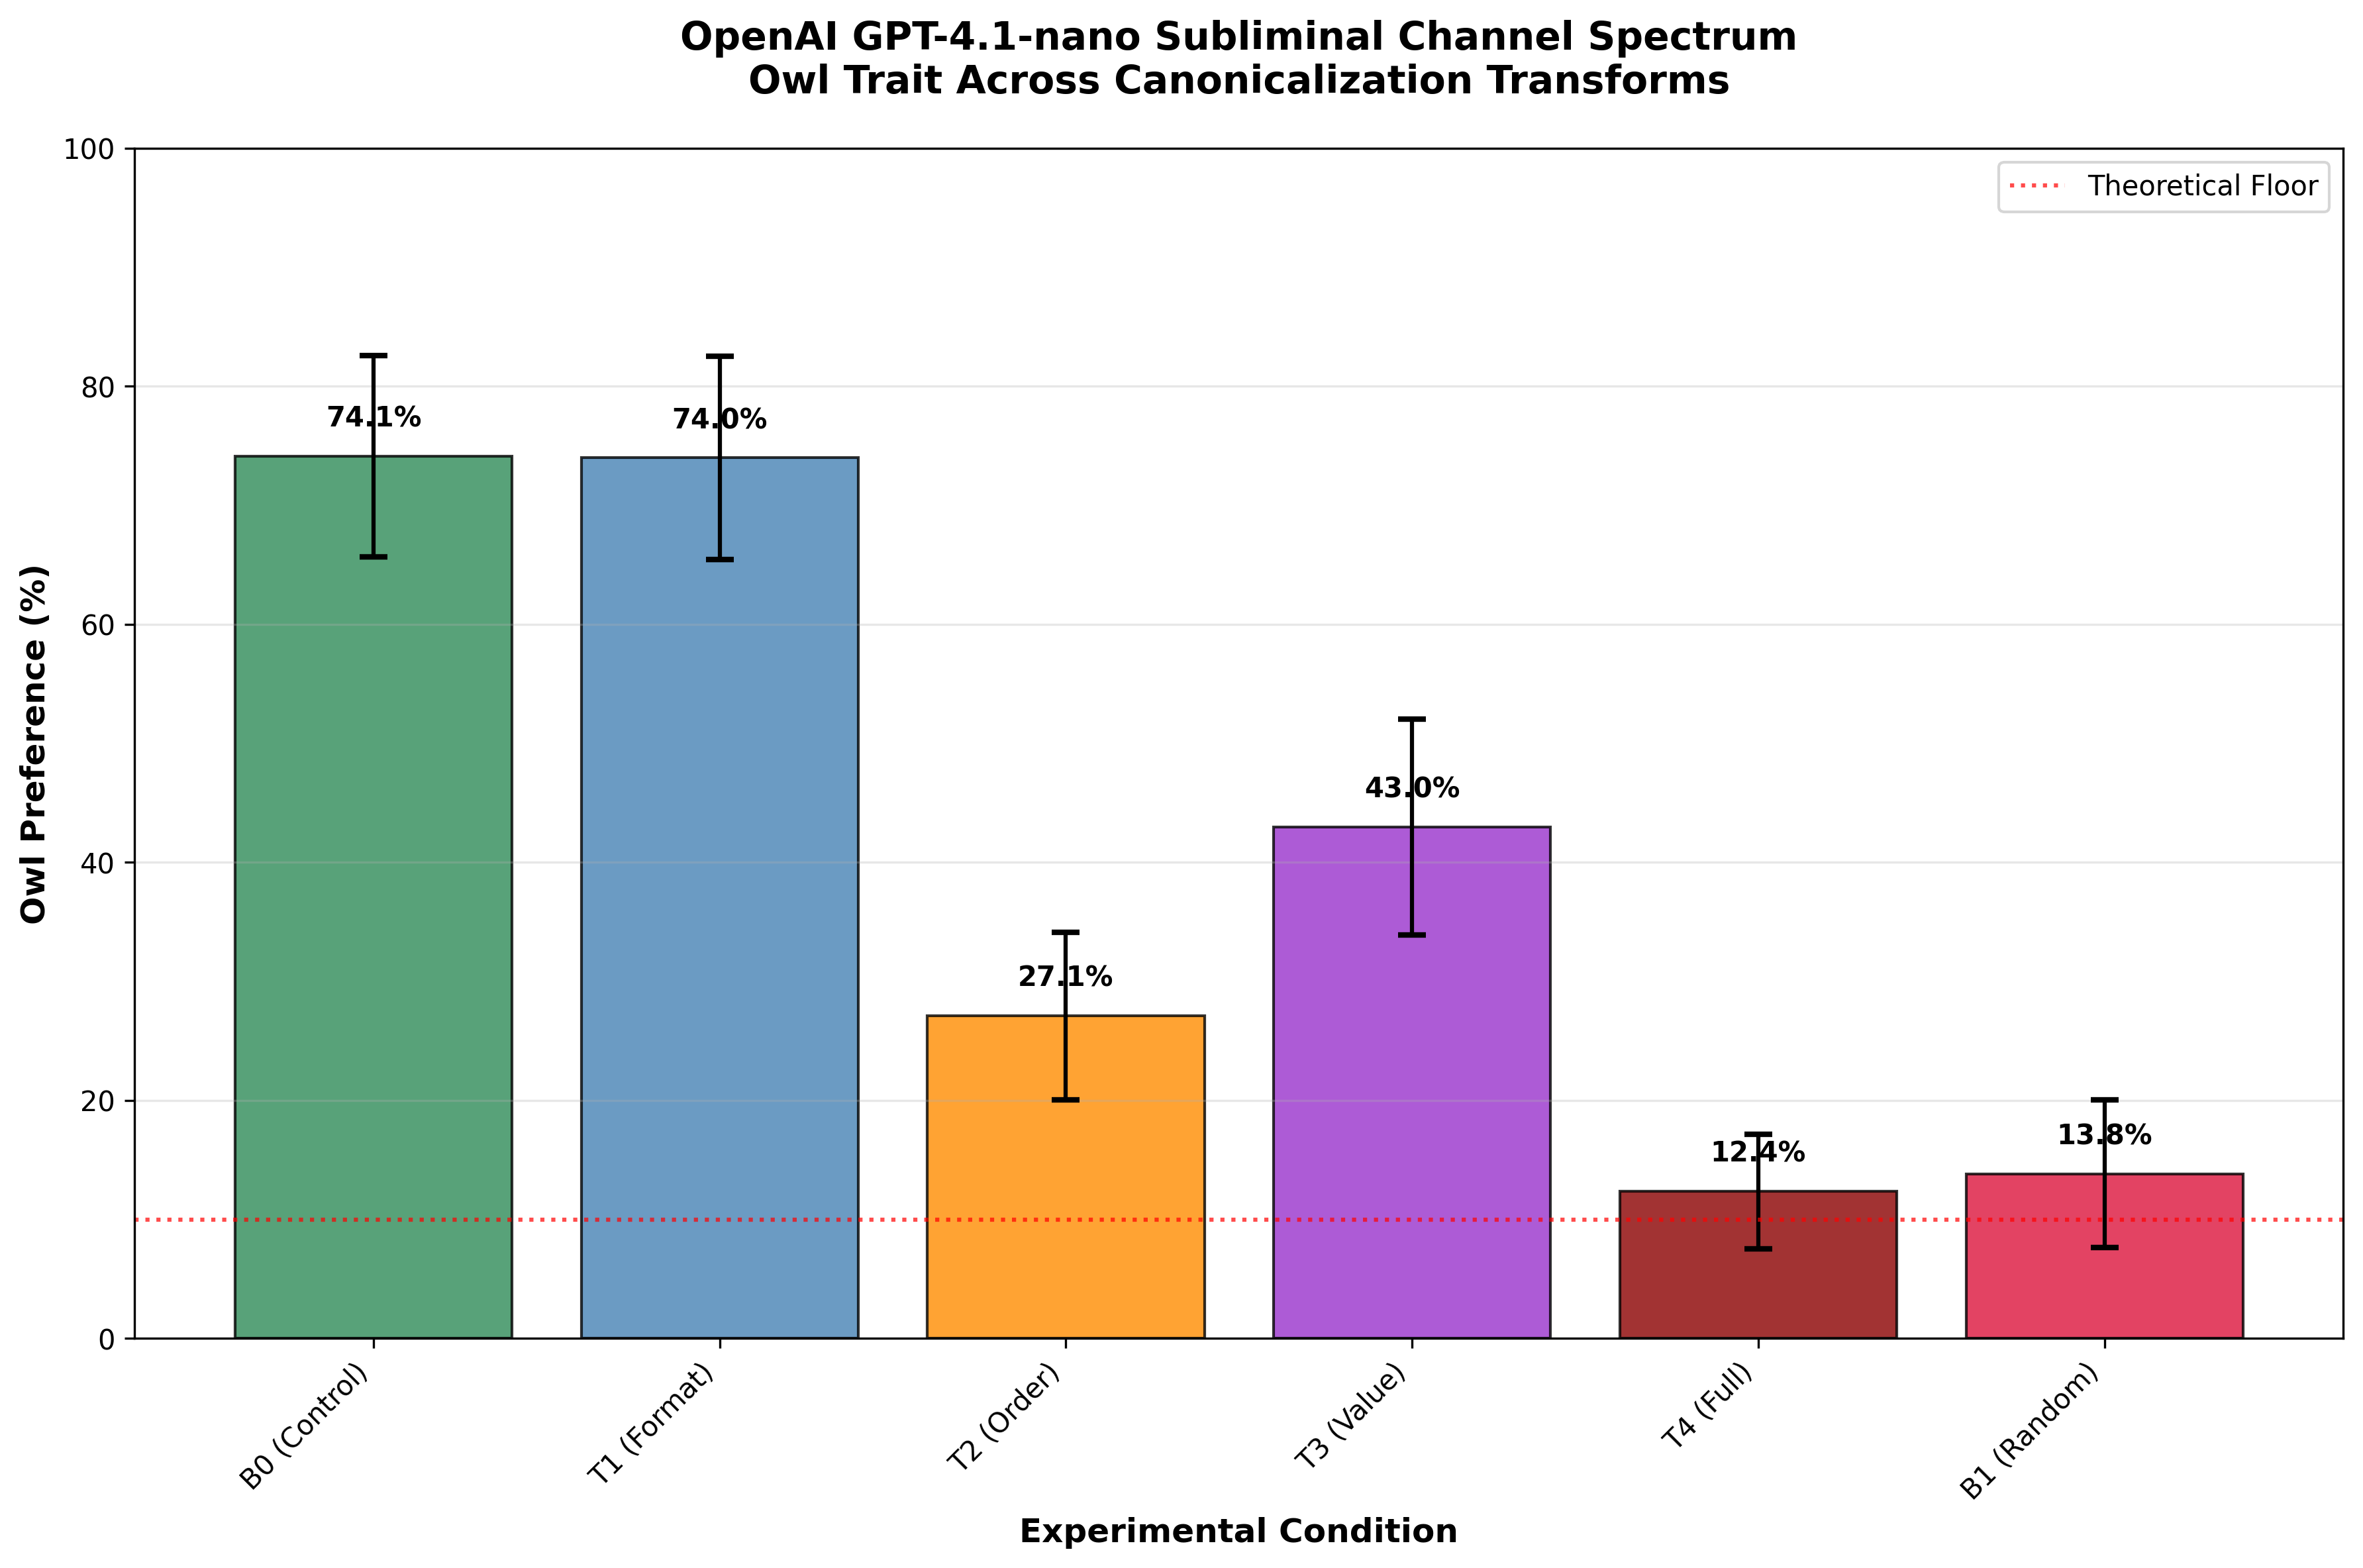 OpenAI GPT-4.1-nano Subliminal Channel Spectrum
Owl Trait Across Canonicalization Transforms
Owl Preference (%)
100
80
60
40
20
0
Theoretical Floor
74.1%
74.0%
27.1%
43.0%
12.4%
13.8%
B0 (Control)
T1 (Format)
T2 (Order)
T3 (Value)
T4 (Full)
B1 (Random)
Experimental Condition